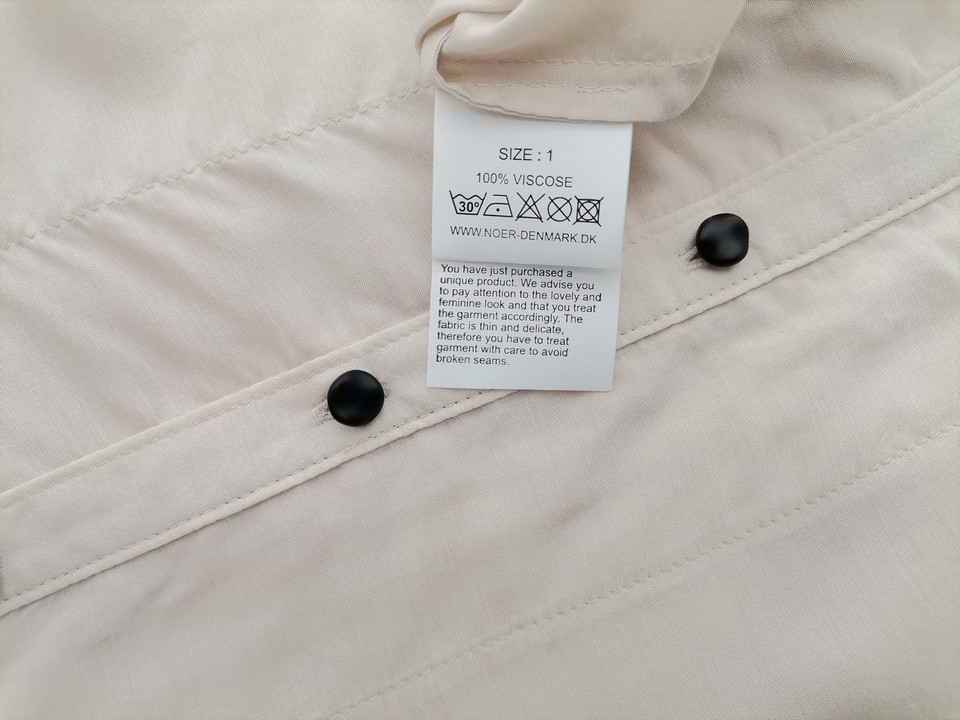 SIZE : 1
100% VISCOSE
30°
WWW.NOER-DENMARK.DK
You have just purchased a
unique product. We advise you
to pay attention to the lovely and
feminine look and that you treat
the garment accordingly. The
fabric is thin and delicate,
therefore you have to treat
garment with care to avoid
broken seams.